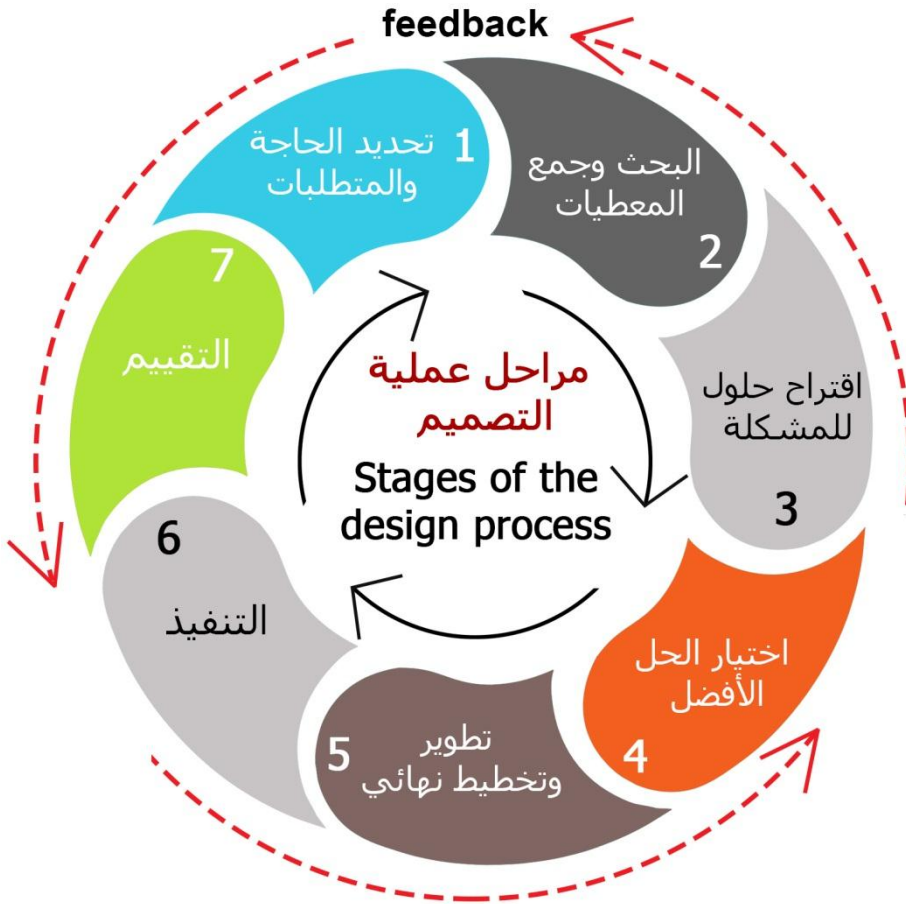 feedback
1
تحديد الحاجة
والمتطلبات
البحث وجمع
المعطيات
2
اقتراح حلول
للمشكلة
3
اختيار الحل
الأفضل
4
تطوير
وتخطيط نهائي
5
6
التنفيذ
7
التقييم
مراحل عملية
التصميم
Stages of the
design process